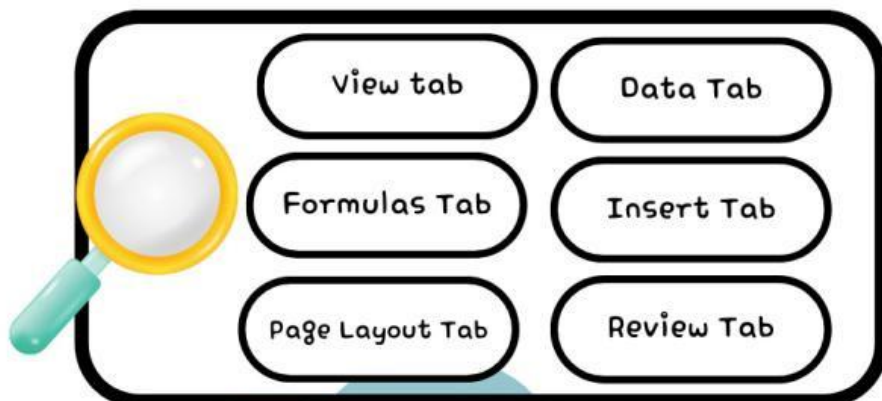 View tab
Data Tab
Formulas Tab
Insert Tab
Page Layout Tab
Review Tab